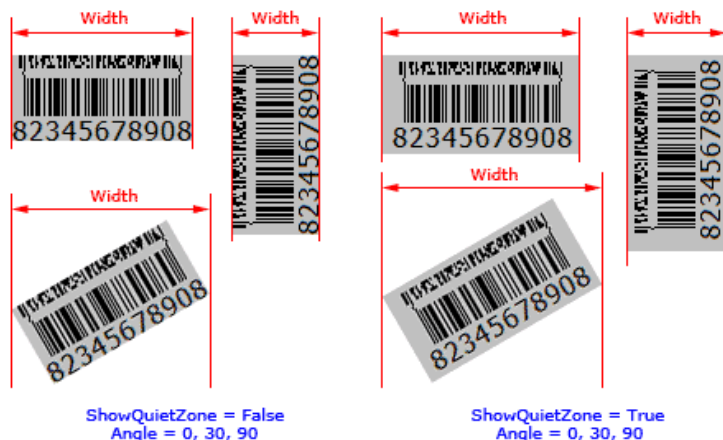 Width
82345678908
Width
82345678908
Width
82345678908
Width
82345678908
Width
82345678908
Width
82345678908
ShowQuietZone = False
Angle = 0, 30, 90
ShowQuietZone = True
Angle = 0, 30, 90